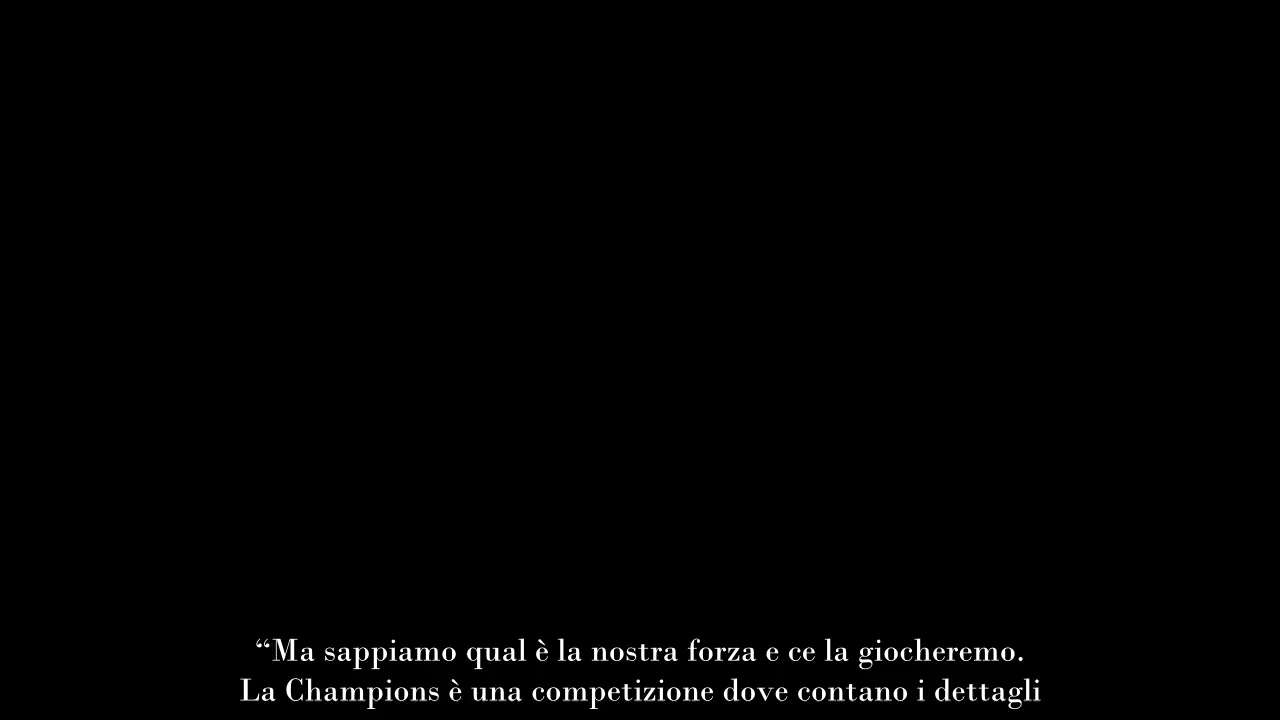 “Ma sappiamo qual è la nostra forza e ce la giocheremo.
La Champions è una competizione dove contano i dettagli